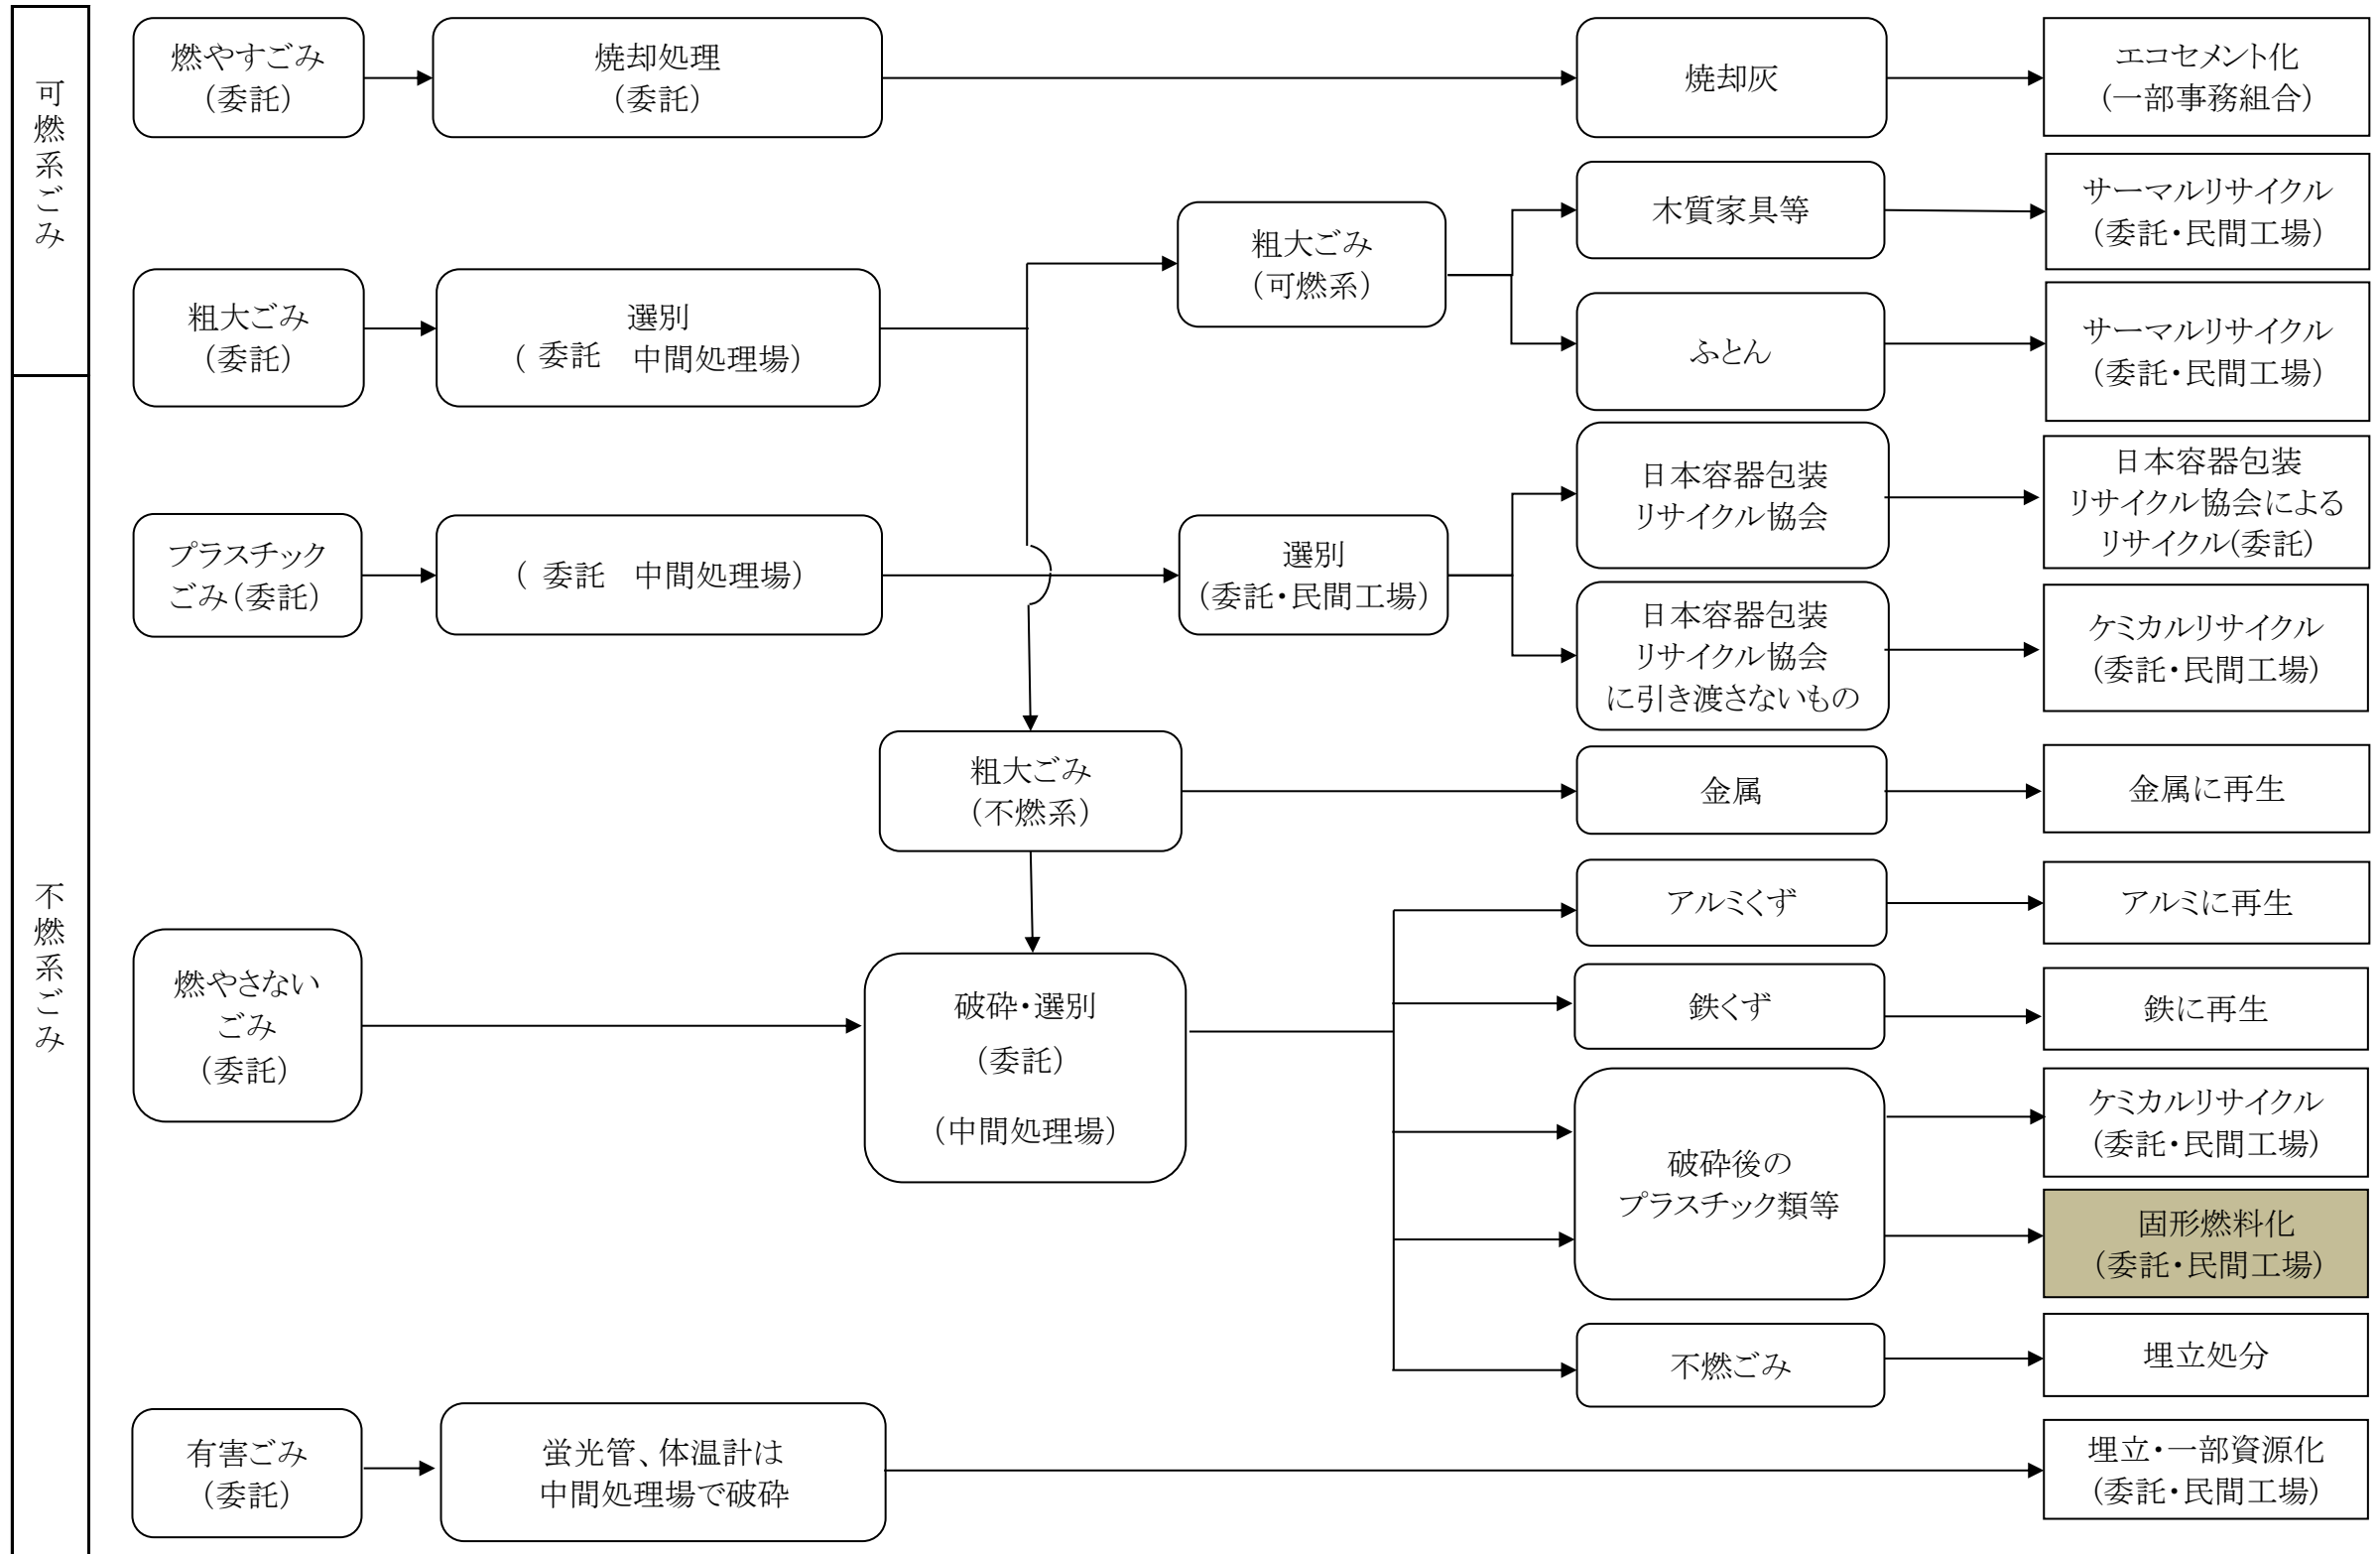 可燃系ごみ
不燃系ごみ
燃やすごみ
（委託）
焼却処理
（委託）
焼却灰
エコセメント化
（一部事務組合）
粗大ごみ
（委託）
選別
（ 委託　中間処理場）
粗大ごみ
（可燃系）
木質家具等
サーマルリサイクル
（委託・民間工場）
ふとん
サーマルリサイクル
（委託・民間工場）
プラスチック
ごみ（委託）
（ 委託　中間処理場）
選別
（委託・民間工場）
日本容器包装
リサイクル協会
日本容器包装
リサイクル協会による
リサイクル(委託)
日本容器包装
リサイクル協会
に引き渡さないもの
ケミカルリサイクル
（委託・民間工場）
粗大ごみ
（不燃系）
金属
金属に再生
燃やさない
ごみ
（委託）
破砕・選別
（委託）
（中間処理場）
アルミくず
アルミに再生
鉄くず
鉄に再生
破砕後の
プラスチック類等
ケミカルリサイクル
（委託・民間工場）
固形燃料化
（委託・民間工場）
不燃ごみ
埋立処分
有害ごみ
（委託）
蛍光管、体温計は
中間処理場で破砕
埋立・一部資源化
（委託・民間工場）